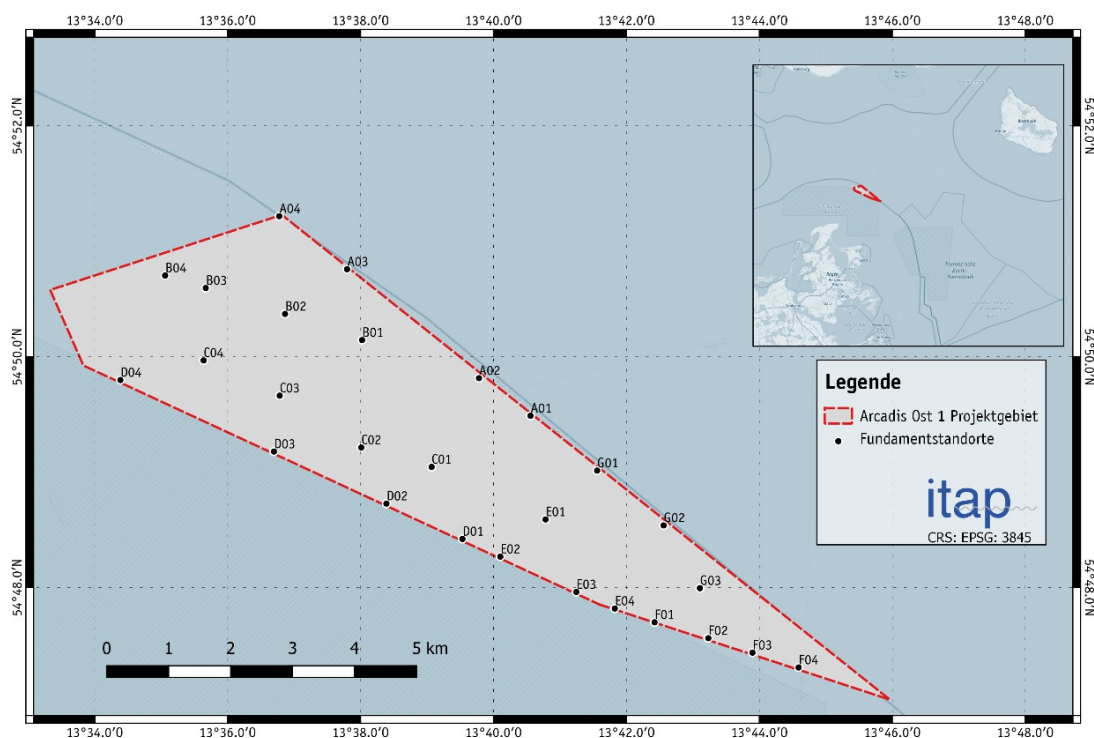 13°34.0'0 13°36.0'0 13°38.0'0 13°40.0'0 13°42.0'0 13°44.0'0 13°46.0'0 13°48.0'0
54°52.0'N
54°52.0'N
A04
A03
B04
B03
B02
B01
54°50.0'N
54°50.0'N
C04
A02
D04
C03
A01
Legende
Arcadis Ost 1 Projektgebiet
Fundamentstandorte
D03
C02
C01
G01
itap
CRS: EPSG: 3845
D02
E01
G02
D01
E02
54°48.0'N
54°48.0'N
E03
G03
E04
F01
F02
F03
F04
0 1 2 3 4 5 km
13°34.0'0 13°36.0'0 13°38.0'0 13°40.0'0 13°42.0'0 13°44.0'0 13°46.0'0 13°48.0'0